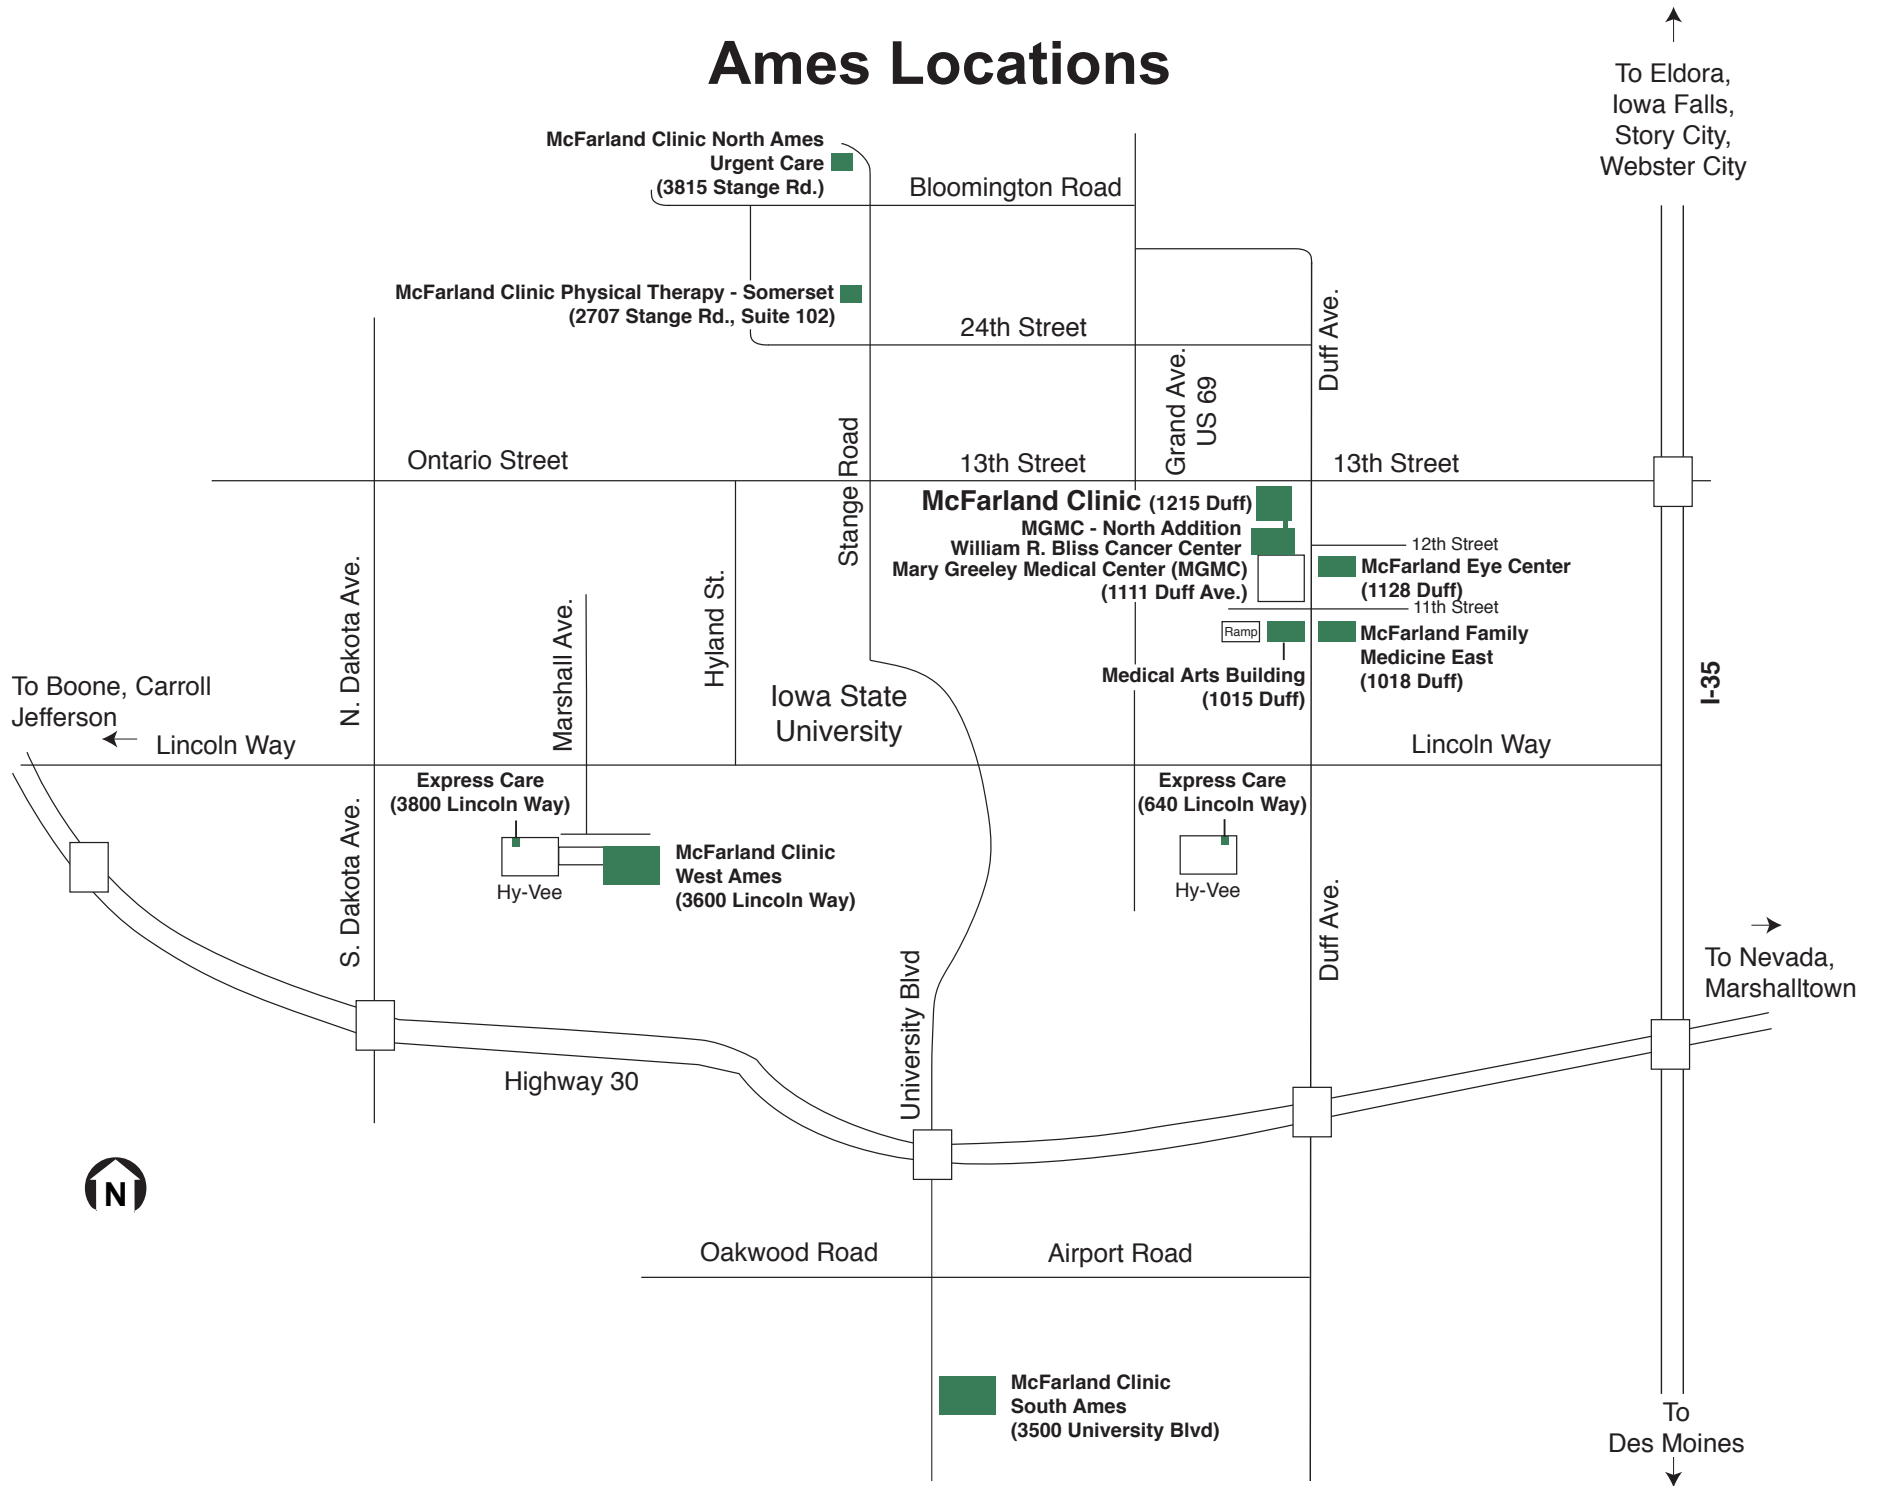 Ames Locations
To Eldora,
Iowa Falls,
Story City,
Webster City
McFarland Clinic North Ames
Urgent Care
(3815 Stange Rd.)
Bloomington Road
McFarland Clinic Physical Therapy - Somerset
(2707 Stange Rd., Suite 102)
24th Street
Duff Ave.
Grand Ave.
US 69
Stange Road
Ontario Street
13th Street
13th Street
McFarland Clinic (1215 Duff)
MGMC - North Addition
William R. Bliss Cancer Center
Mary Greeley Medical Center (MGMC)
(1111 Duff Ave.)
12th Street
McFarland Eye Center
(1128 Duff)
11th Street
Ramp
McFarland Family
Medicine East
(1018 Duff)
Medical Arts Building
(1015 Duff)
N. Dakota Ave.
Marshall Ave.
Hyland St.
Iowa State
University
I-35
To Boone, Carroll
Jefferson
Lincoln Way
Lincoln Way
Express Care
(3800 Lincoln Way)
Express Care
(640 Lincoln Way)
S. Dakota Ave.
Hy-Vee
McFarland Clinic
West Ames
(3600 Lincoln Way)
Hy-Vee
Duff Ave.
University Blvd
To Nevada,
Marshalltown
Highway 30
N
Oakwood Road
Airport Road
McFarland Clinic
South Ames
(3500 University Blvd)
To
Des Moines